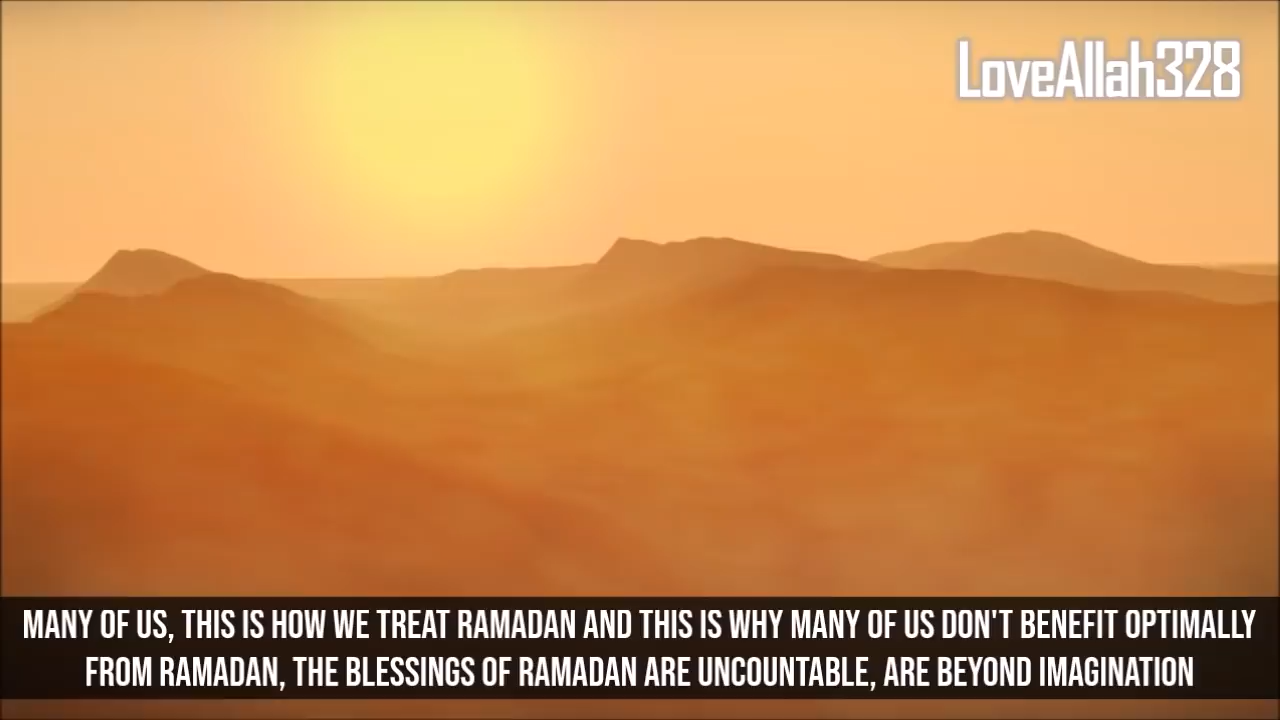 LoveAllah328
MANY OF US, THIS IS HOW WE TREAT RAMADAN AND THIS IS WHY MANY OF US DON'T BENEFIT OPTIMALLY
FROM RAMADAN, THE BLESSINGS OF RAMADAN ARE UNCOUNTABLE, ARE BEYOND IMAGINATION